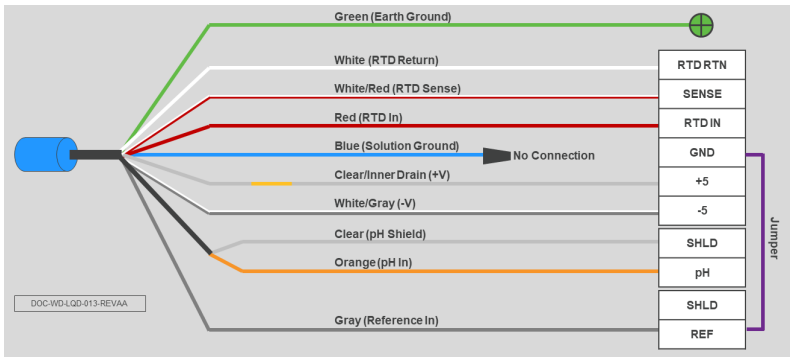 Green (Earth Ground)
White (RTD Return)
RTD RTN
White/Red (RTD Sense)
SENSE
Red (RTD In)
RTD IN
Blue (Solution Ground)
No Connection
GND
Clear/Inner Drain (+V)
+5
White/Gray (-V)
-5
Jumper
Clear (pH Shield)
SHLD
Orange (pH In)
pH
DOC-WD-LQD-013-REVAA
SHLD
Gray (Reference In)
REF